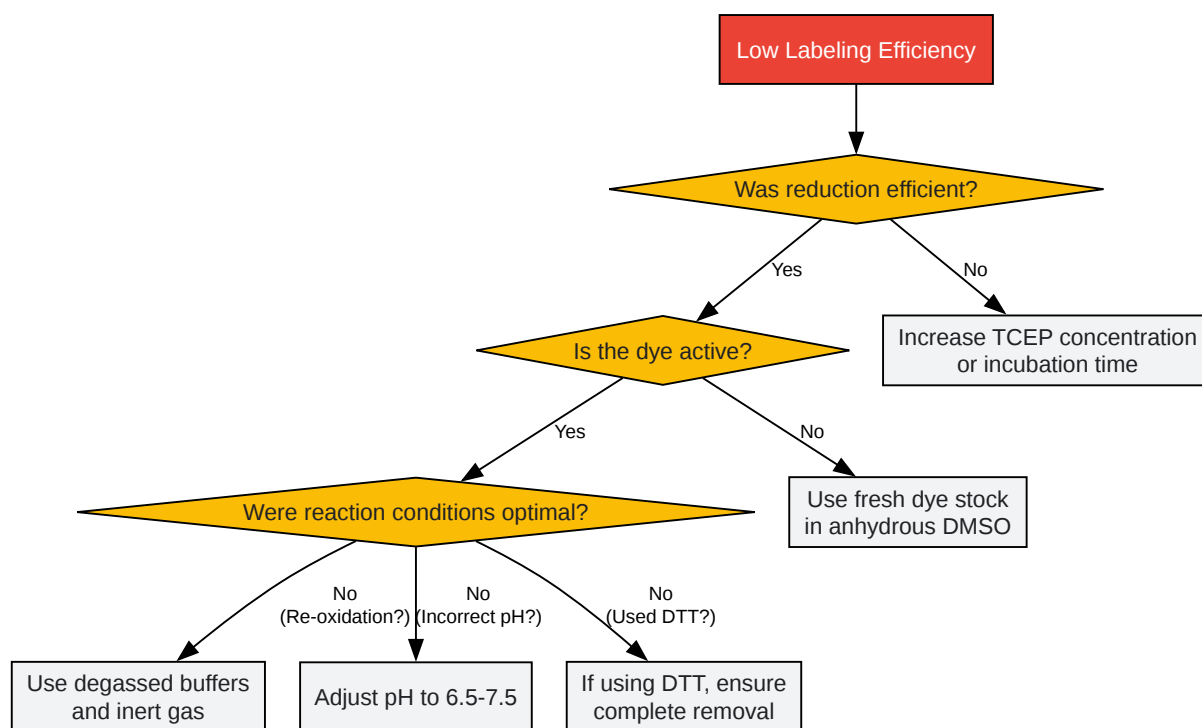 Low Labeling Efficiency
Was reduction efficient?
Yes
No
Is the dye active?
Increase TCEP concentration
or incubation time
Yes
No
Were reaction conditions optimal?
Use fresh dye stock
in anhydrous DMSO
No
(Re-oxidation?)
No
(Incorrect pH?)
No
(Used DTT?)
Use degassed buffers
and inert gas
Adjust pH to 6.5-7.5
If using DTT, ensure
complete removal